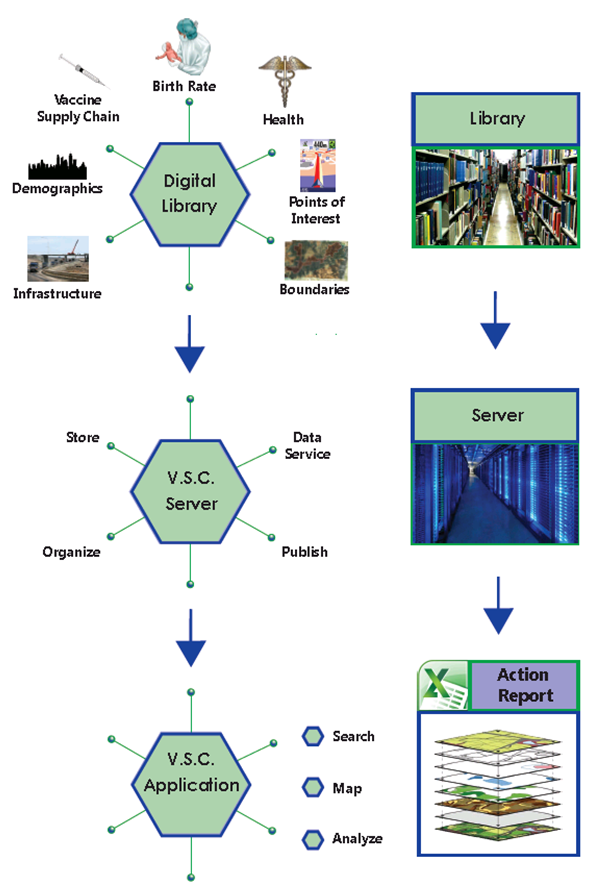 Birth Rate
Vaccine
Supply Chain
Health
Library
Digital
Library
Demographics
Points of
Interest
Infrastructure
Boundaries
Server
Store
Data
Service
V.S.C.
Server
Organize
Publish
Action
Report
V.S.C.
Application
Search
Map
Analyze